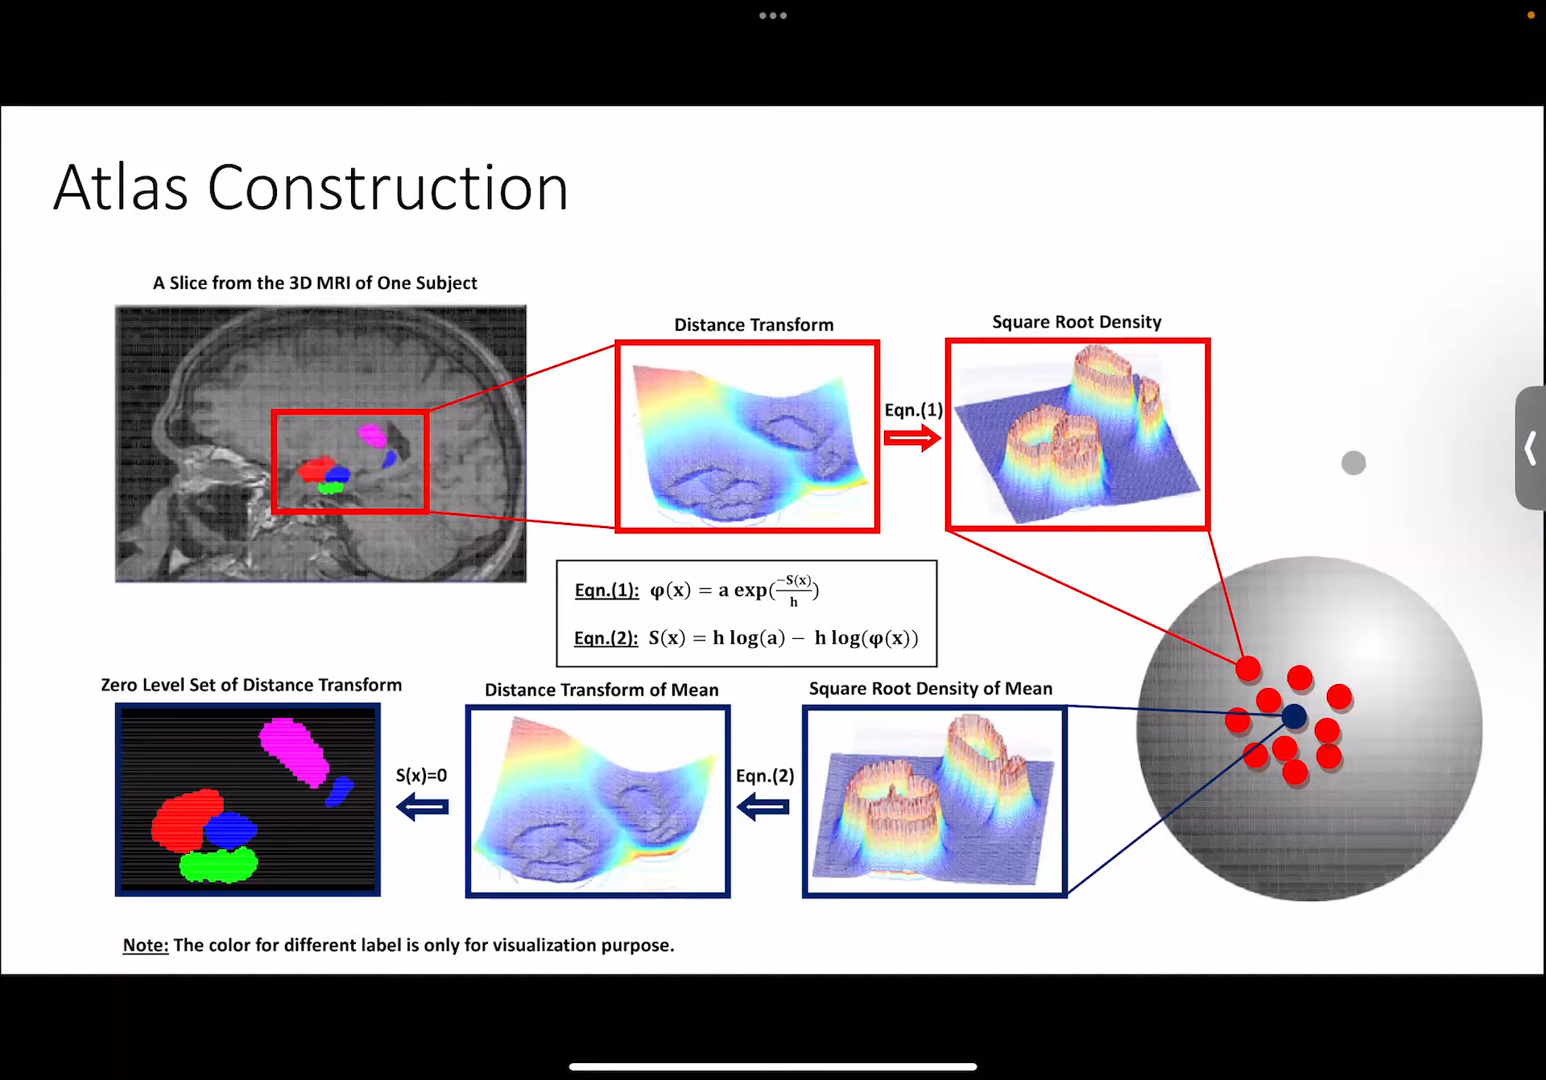 Atlas Construction
A Slice from the 3D MRI of One Subject
Distance Transform
Square Root Density
Eqn.(1)
Eqn.(1): φ(x) = a exp(−S(x)/h)
Eqn.(2): S(x) = h log(a) − h log(φ(x))
Zero Level Set of Distance Transform
Distance Transform of Mean
Square Root Density of Mean
S(x)=0
Eqn.(2)
Note: The color for different label is only for visualization purpose.